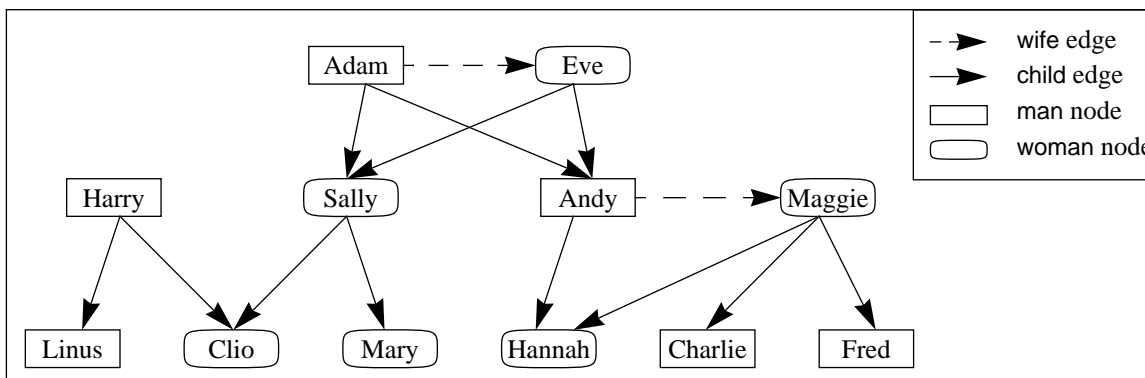 Adam
Eve
wife edge
child edge
man node
woman node
Harry
Sally
Andy
Maggie
Linus
Clio
Mary
Hannah
Charlie
Fred